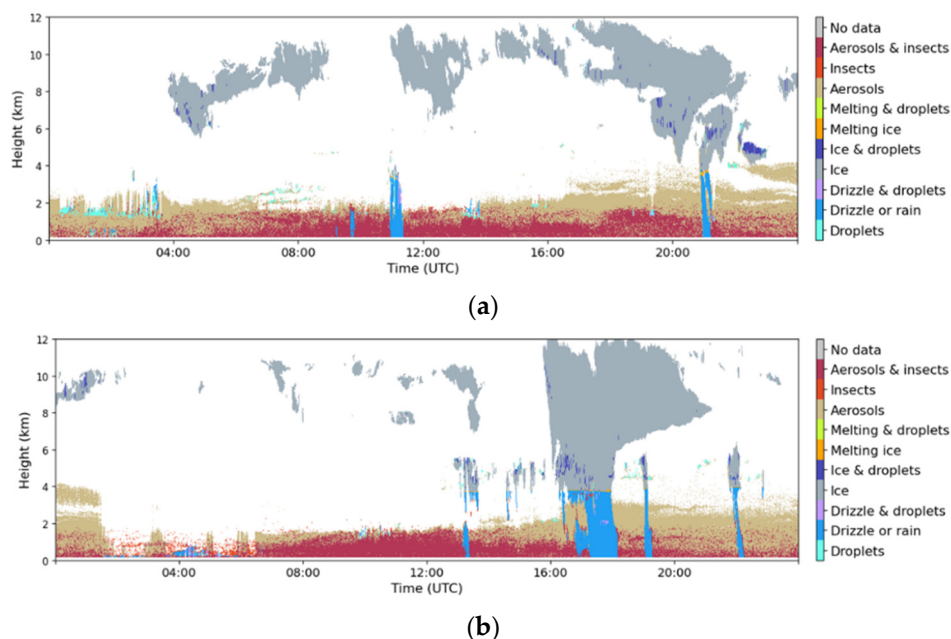 12
10
8
6
4
2
0
Height (km)
04:00 08:00 12:00 16:00 20:00
Time (UTC)
No data
Aerosols & insects
Insects
Aerosols
Melting & droplets
Melting ice
Ice & droplets
Ice
Drizzle & droplets
Drizzle or rain
Droplets
(a)
12
10
8
6
4
2
0
Height (km)
04:00 08:00 12:00 16:00 20:00
Time (UTC)
No data
Aerosols & insects
Insects
Aerosols
Melting & droplets
Melting ice
Ice & droplets
Ice
Drizzle & droplets
Drizzle or rain
Droplets
(b)